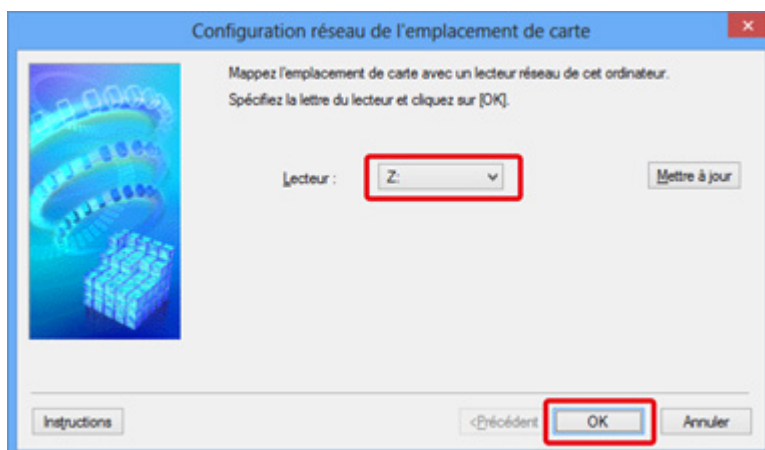 Configuration réseau de l'emplacement de carte
Mappez l'emplacement de carte avec un lecteur réseau de cet ordinateur.
Spécifiez la lettre du lecteur et cliquez sur [OK].
Lecteur : Z: Mettre à jour
Instructions <Précédent OK Annuler